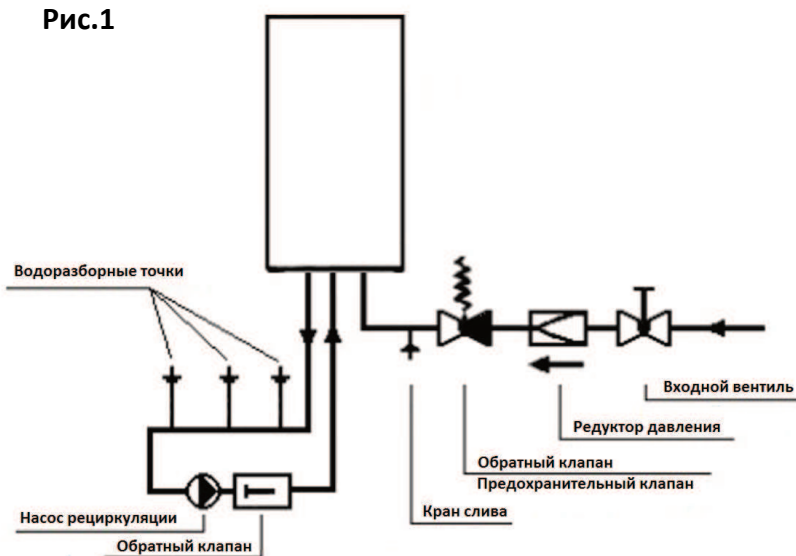 Рис.1
Водоразборные точки
Входной вентиль
Редуктор давления
Обратный клапан
Предохранительный клапан
Кран слива
Насос рециркуляции
Обратный клапан